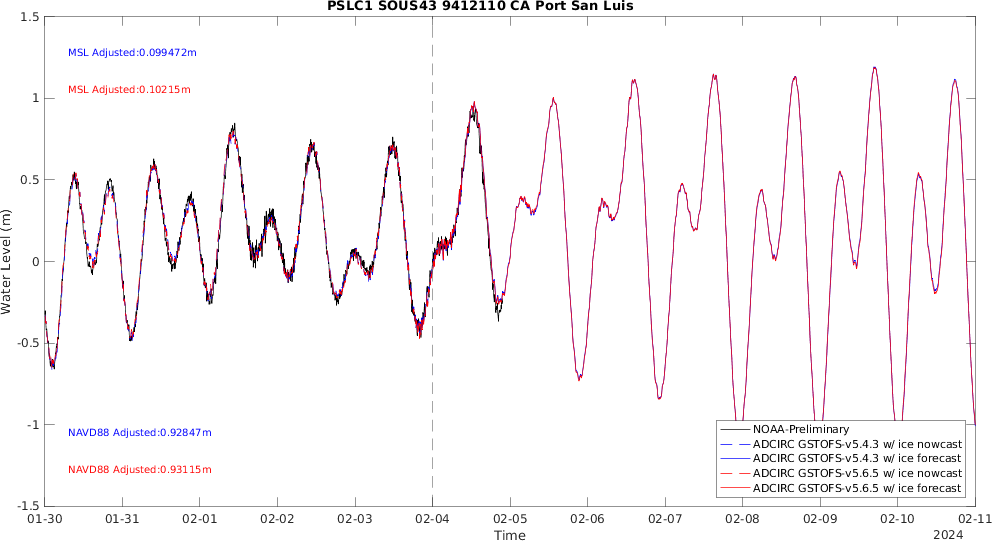 PSLC1 SOUS43 9412110 CA Port San Luis
1.5
MSL Adjusted:0.099472m
MSL Adjusted:0.10215m
1
0.5
0
-0.5
-1
-1.5
Water Level (m)
NAVD88 Adjusted:0.92847m
NAVD88 Adjusted:0.93115m
NOAA-Preliminary
ADCIRC GSTOFS-v5.4.3 w/ ice nowcast
ADCIRC GSTOFS-v5.4.3 w/ ice forecast
ADCIRC GSTOFS-v5.6.5 w/ ice nowcast
ADCIRC GSTOFS-v5.6.5 w/ ice forecast
01-30 01-31 02-01 02-02 02-03 02-04 02-05 02-06 02-07 02-08 02-09 02-10 02-11
Time
2024